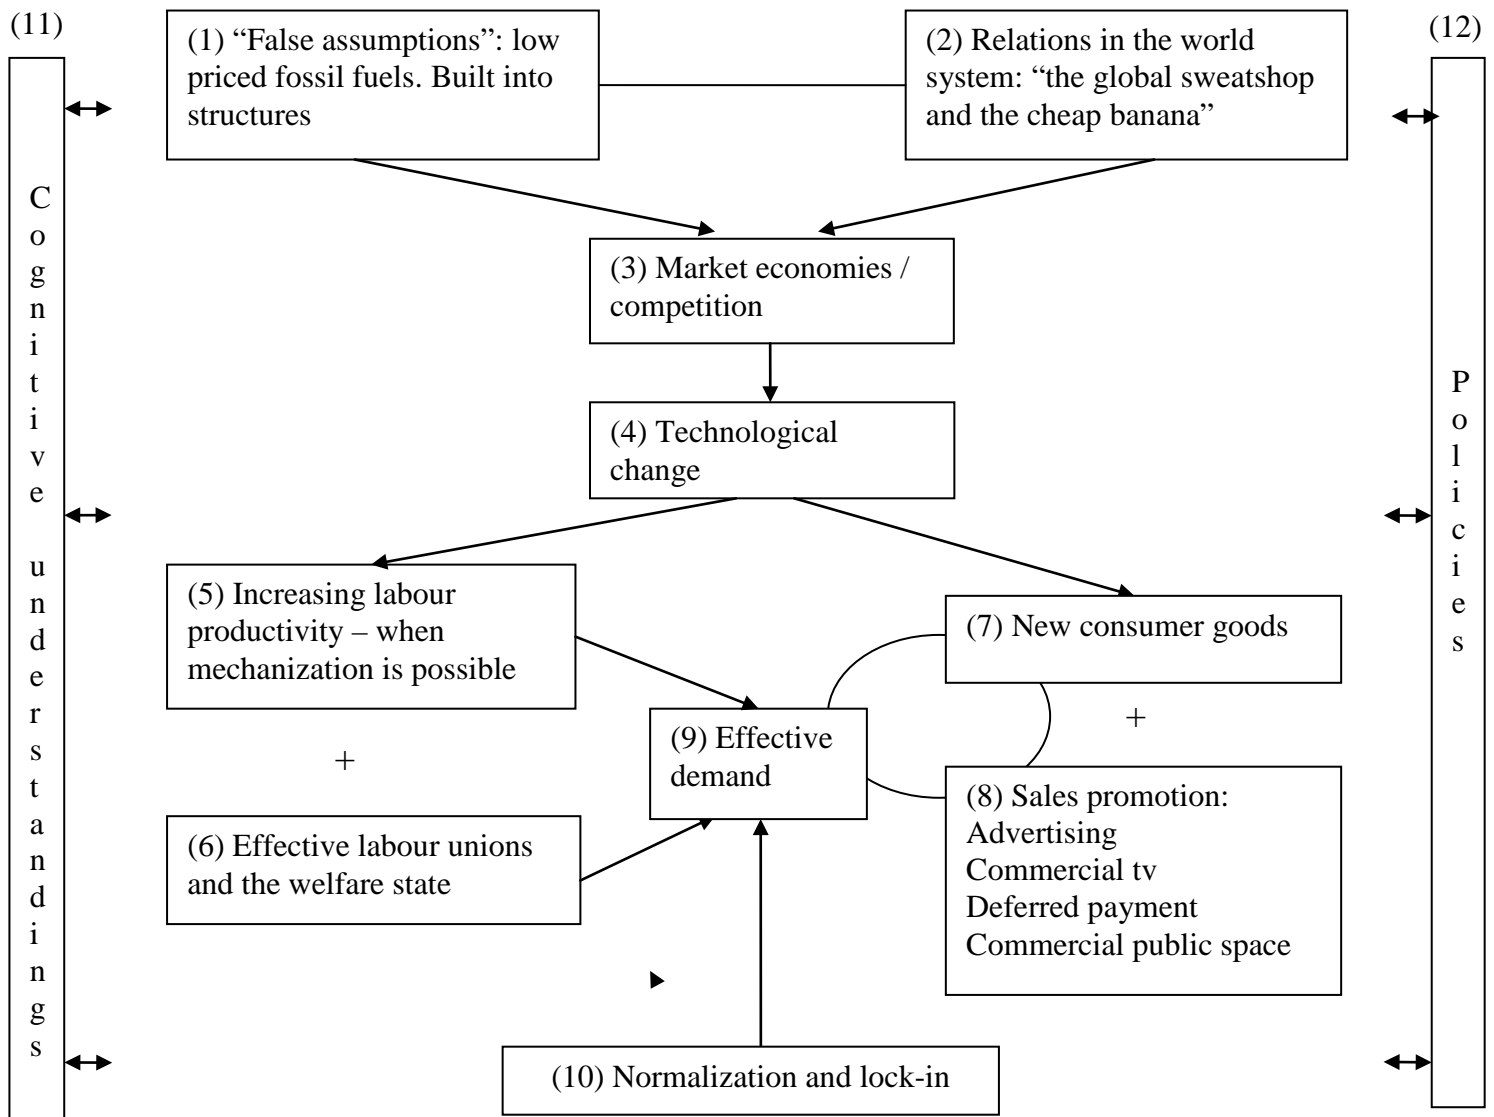 (11)
(12)
(1) “False assumptions”: low
priced fossil fuels. Built into
structures
(2) Relations in the world
system: “the global sweatshop
and the cheap banana”
(3) Market economies /
competition
(4) Technological
change
(5) Increasing labour
productivity – when
mechanization is possible
+
(6) Effective labour unions
and the welfare state
(7) New consumer goods
+
(8) Sales promotion:
Advertising
Commercial tv
Deferred payment
Commercial public space
(9) Effective
demand
(10) Normalization and lock-in
Cognitive understandings
Policies